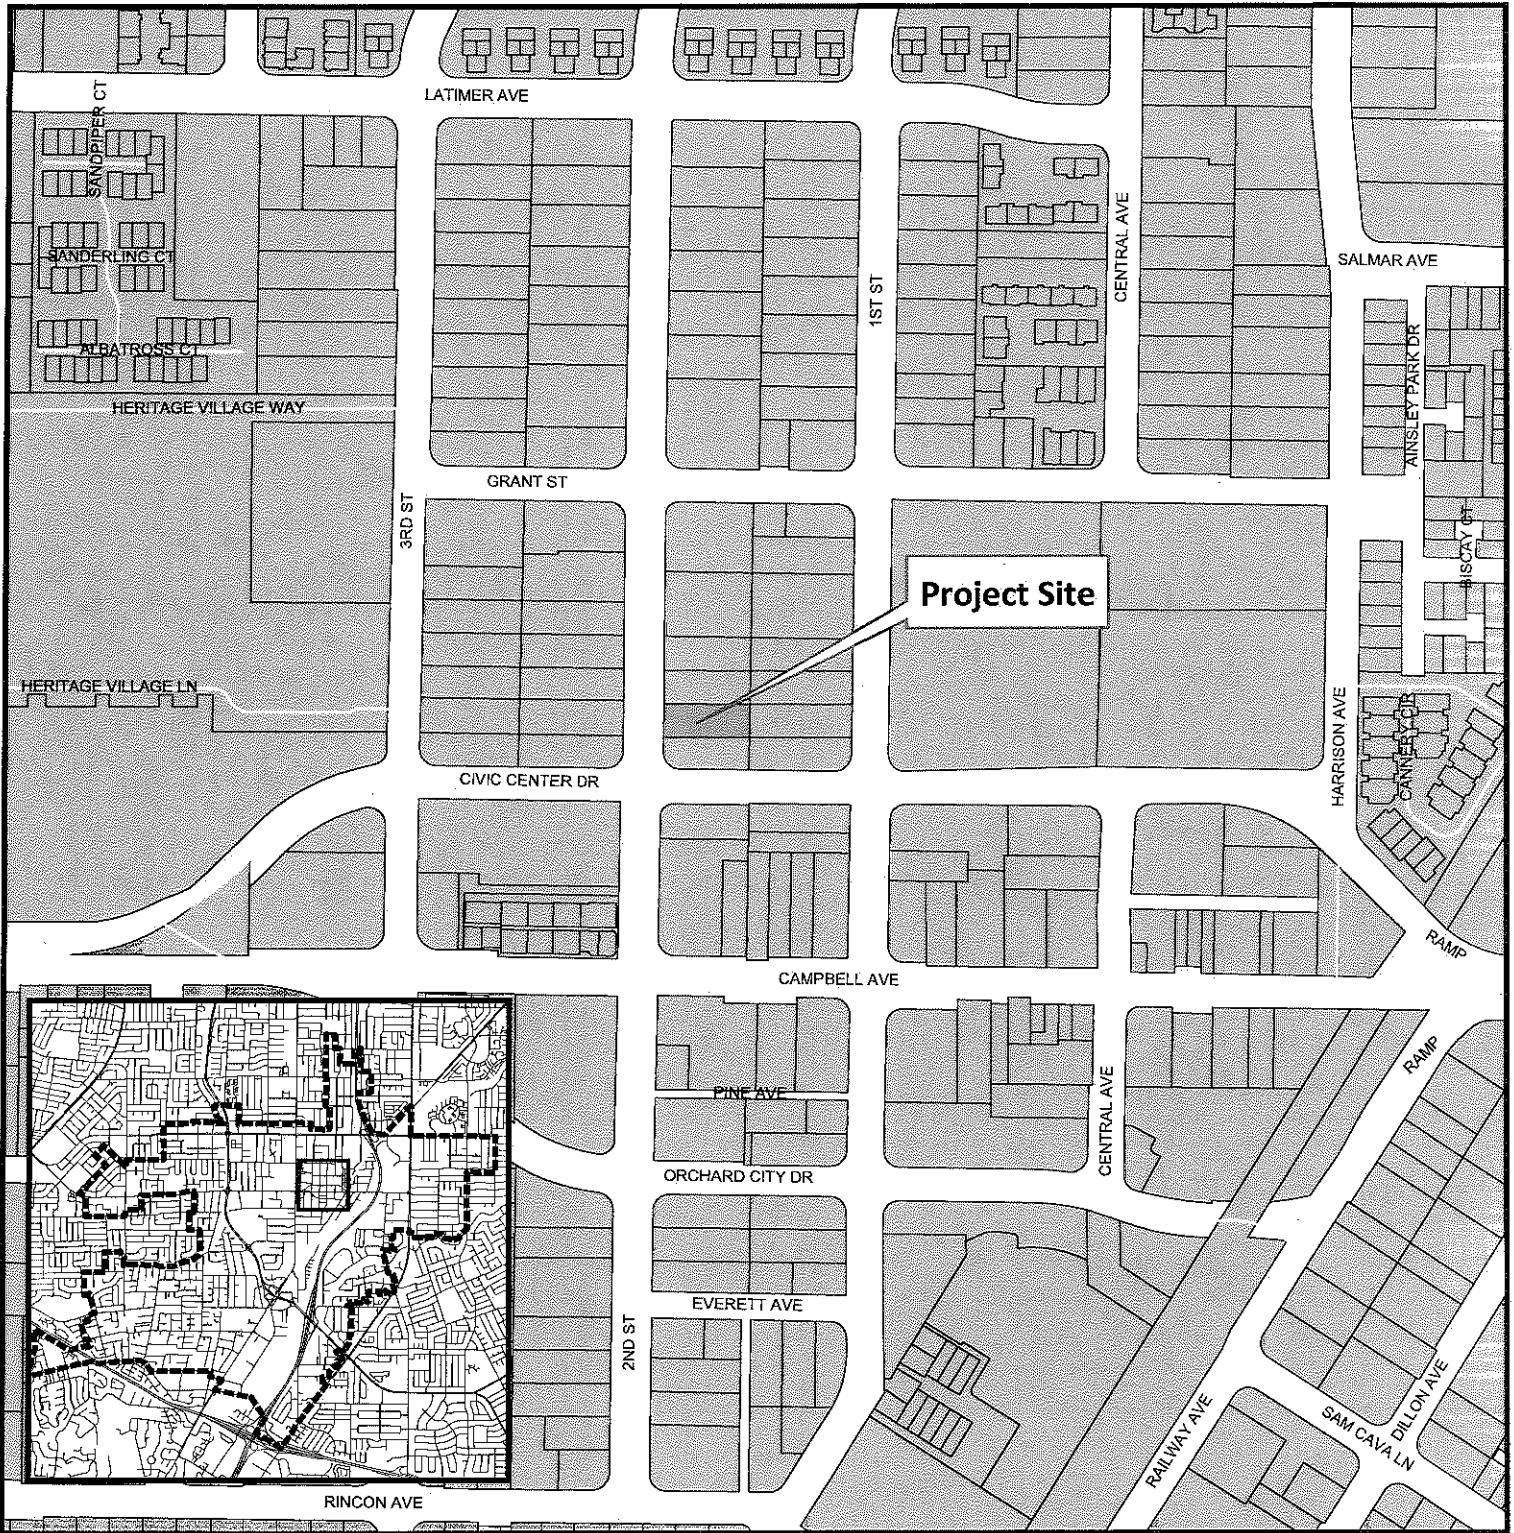 LATIMER AVE
SANDPIPER CT
CENTRAL AVE
SANDERLING CT
SALMAR AVE
1ST ST
ALBATROSS CT
AINSLEY PARK DR
HERITAGE VILLAGE WAY
GRANT ST
3RD ST
BISCAY CT
Project Site
HERITAGE VILLAGE LN
HARRISON AVE
CANNERY CIR
CIVIC CENTER DR
RAMP
CAMPBELL AVE
RAMP
PINE AVE
CENTRAL AVE
ORCHARD CITY DR
EVERETT AVE
2ND ST
DILLON AVE
RAILWAY AVE
SAM CAVA LN
RINCON AVE